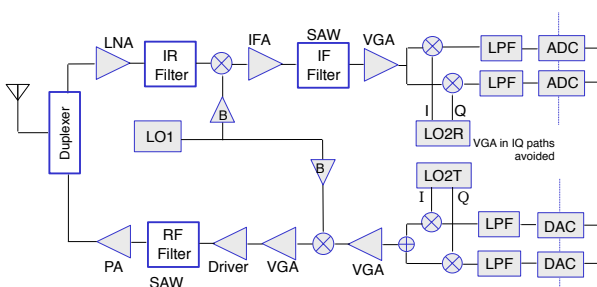 LNA
IR
Filter
IFA
SAW
IF
Filter
VGA
LPF
ADC
LPF
ADC
I
Q
LO2R
VGA in IQ paths
avoided
Duplexer
B
LO1
B
LO2T
I
Q
LPF
DAC
LPF
DAC
PA
RF
Filter
SAW
Driver
VGA
VGA